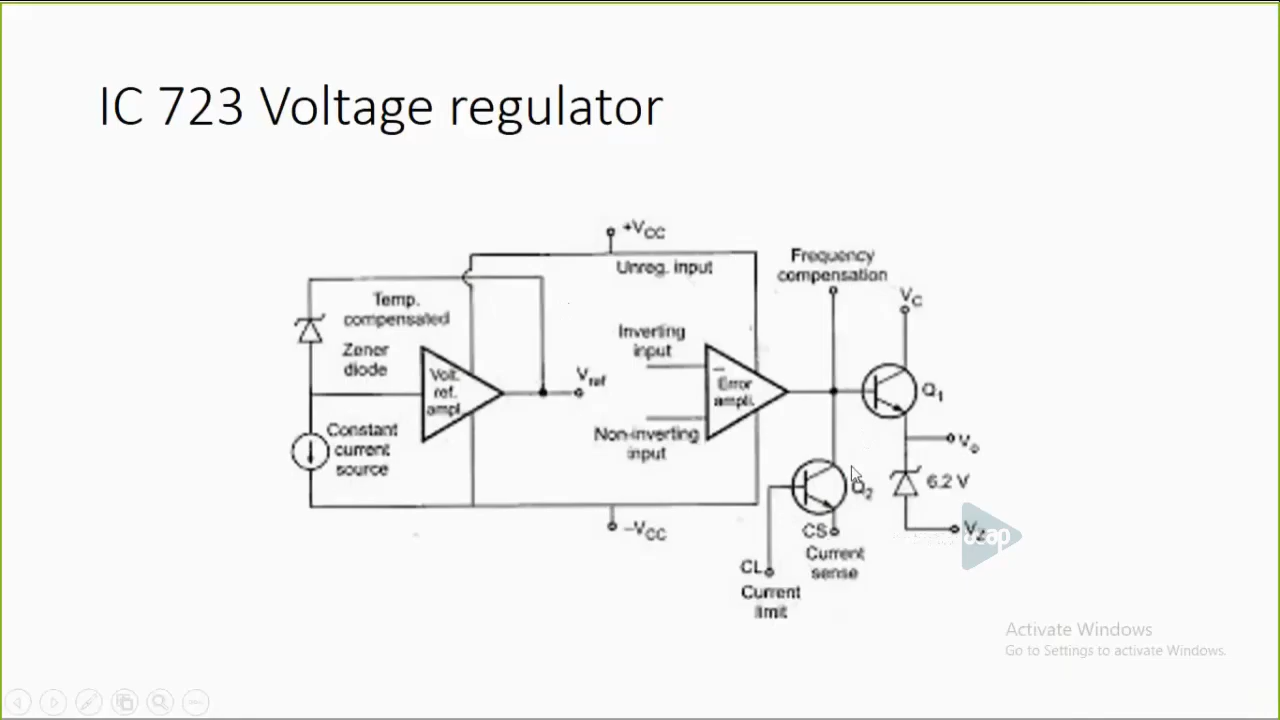 IC 723 Voltage regulator
+VCC
Unreg. input
Frequency
compensation
VC
Temp.
compensated
Zener
diode
Inverting
input
Volt.
ref.
ampl.
Vref
−
Error
ampli.
Q1
Non-inverting
input
Constant
current
source
Vo
6.2 V
Q2
−VCC
CS
Current
sense
VZ
CL
Current
limit
Activate Windows
Go to Settings to activate Windows.